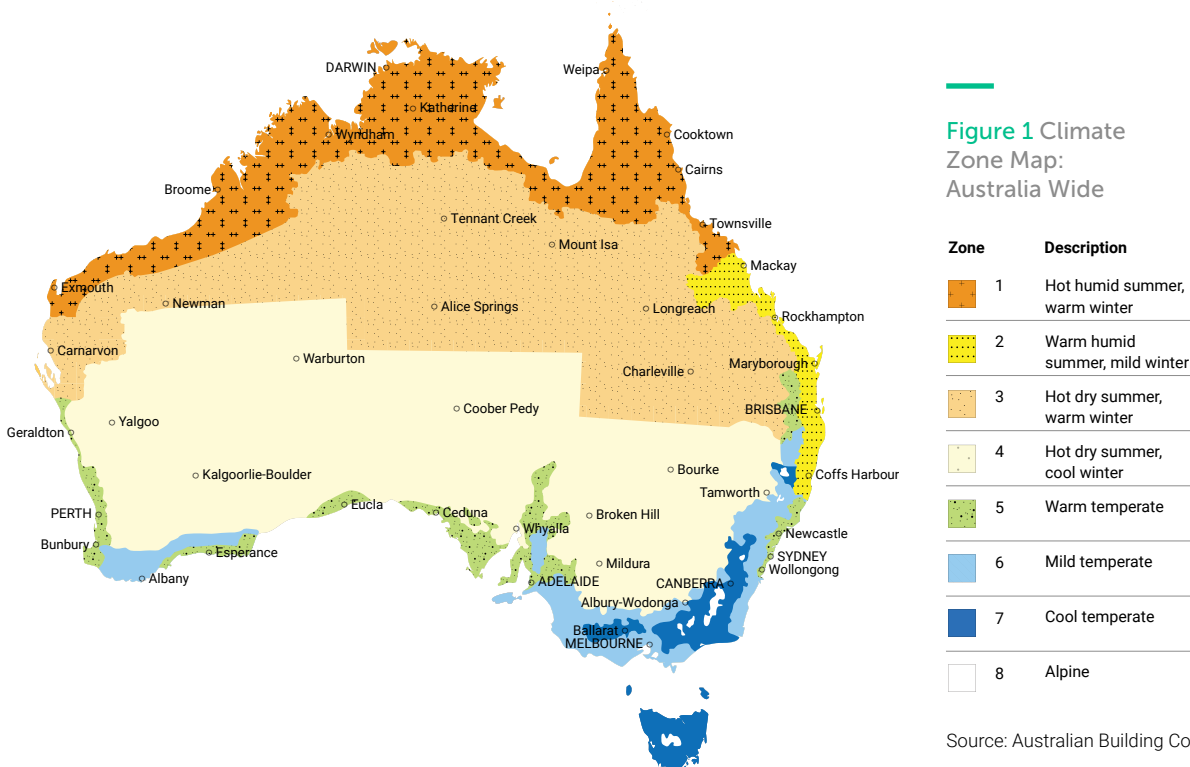 DARWIN
Weipa
Katherine
Wyndham
Cooktown
Cairns
Broome
Tennant Creek
Townsville
Mount Isa
Mackay
Exmouth
Newman
Alice Springs
Longreach
Rockhampton
Carnarvon
Warburton
Charleville
Maryborough
Coober Pedy
BRISBANE
Yalgoo
Geraldton
Kalgoorlie-Boulder
Bourke
Coffs Harbour
Tamworth
PERTH
Eucla
Ceduna
Broken Hill
Whyalla
Newcastle
Bunbury
Esperance
SYDNEY
Mildura
Wollongong
Albany
ADELAIDE
CANBERRA
Albury-Wodonga
Ballarat
MELBOURNE
Figure 1 Climate
Zone Map:
Australia Wide
Zone Description
1 Hot humid summer,
warm winter
2 Warm humid
summer, mild winter
3 Hot dry summer,
warm winter
4 Hot dry summer,
cool winter
5 Warm temperate
6 Mild temperate
7 Cool temperate
8 Alpine
Source: Australian Building Co